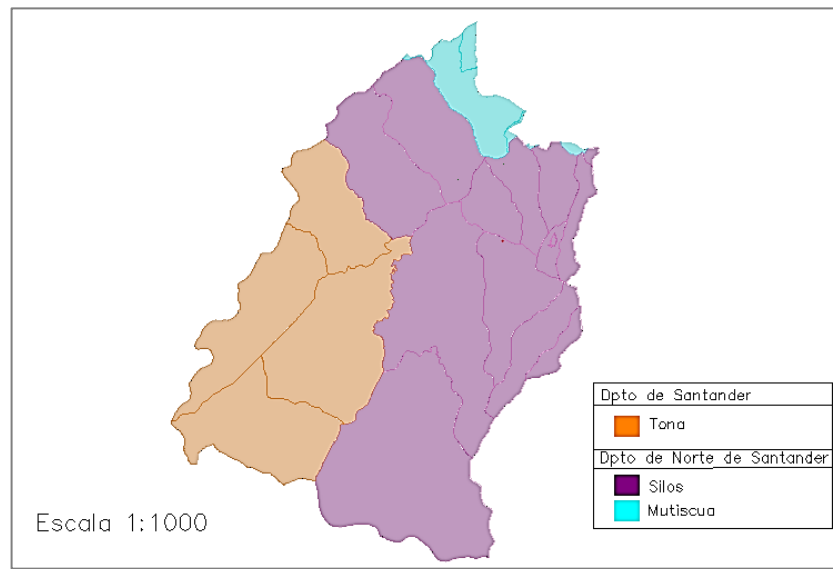 Dpto de Santander
Tona
Dpto de Norte de Santander
Silos
Mutiscua
Escala 1:1000